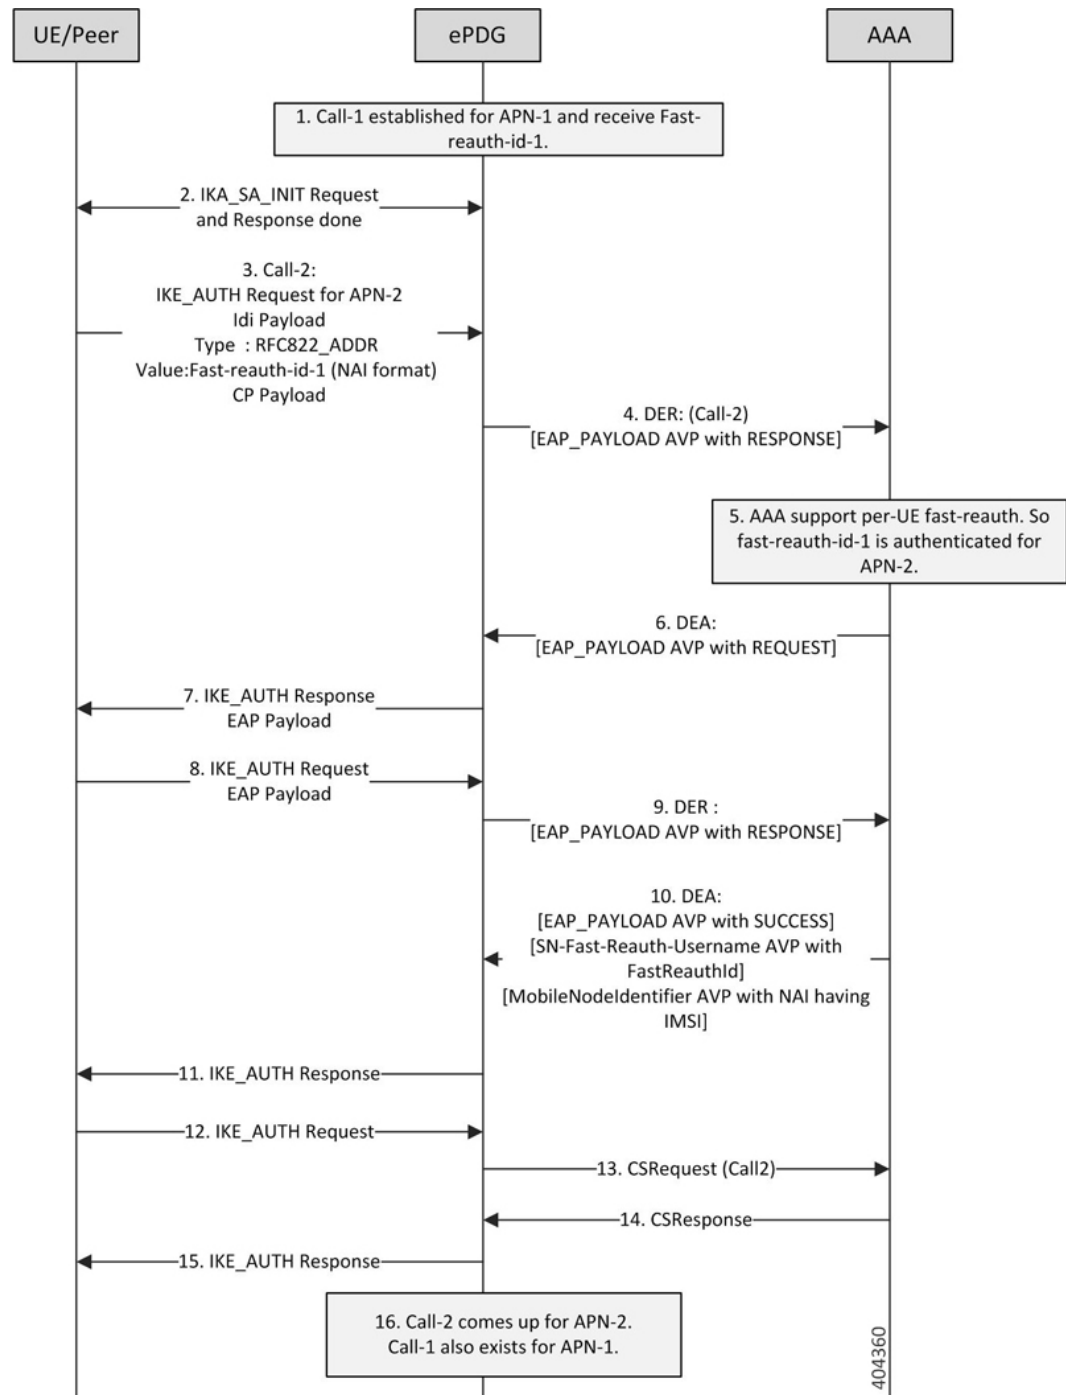 UE/Peer
ePDG
AAA
1. Call-1 established for APN-1 and receive Fast-
reauth-id-1.
2. IKA_SA_INIT Request
and Response done
3. Call-2:
IKE_AUTH Request for APN-2
Idi Payload
Type : RFC822_ADDR
Value:Fast-reauth-id-1 (NAI format)
CP Payload
4. DER: (Call-2)
[EAP_PAYLOAD AVP with RESPONSE]
5. AAA support per-UE fast-reauth. So
fast-reauth-id-1 is authenticated for
APN-2.
6. DEA:
[EAP_PAYLOAD AVP with REQUEST]
7. IKE_AUTH Response
EAP Payload
8. IKE_AUTH Request
EAP Payload
9. DER :
[EAP_PAYLOAD AVP with RESPONSE]
10. DEA:
[EAP_PAYLOAD AVP with SUCCESS]
[SN-Fast-Reauth-Username AVP with
FastReauthId]
[MobileNodeIdentifier AVP with NAI having
IMSI]
11. IKE_AUTH Response
12. IKE_AUTH Request
13. CSRequest (Call2)
14. CSResponse
15. IKE_AUTH Response
16. Call-2 comes up for APN-2.
Call-1 also exists for APN-1.
404360